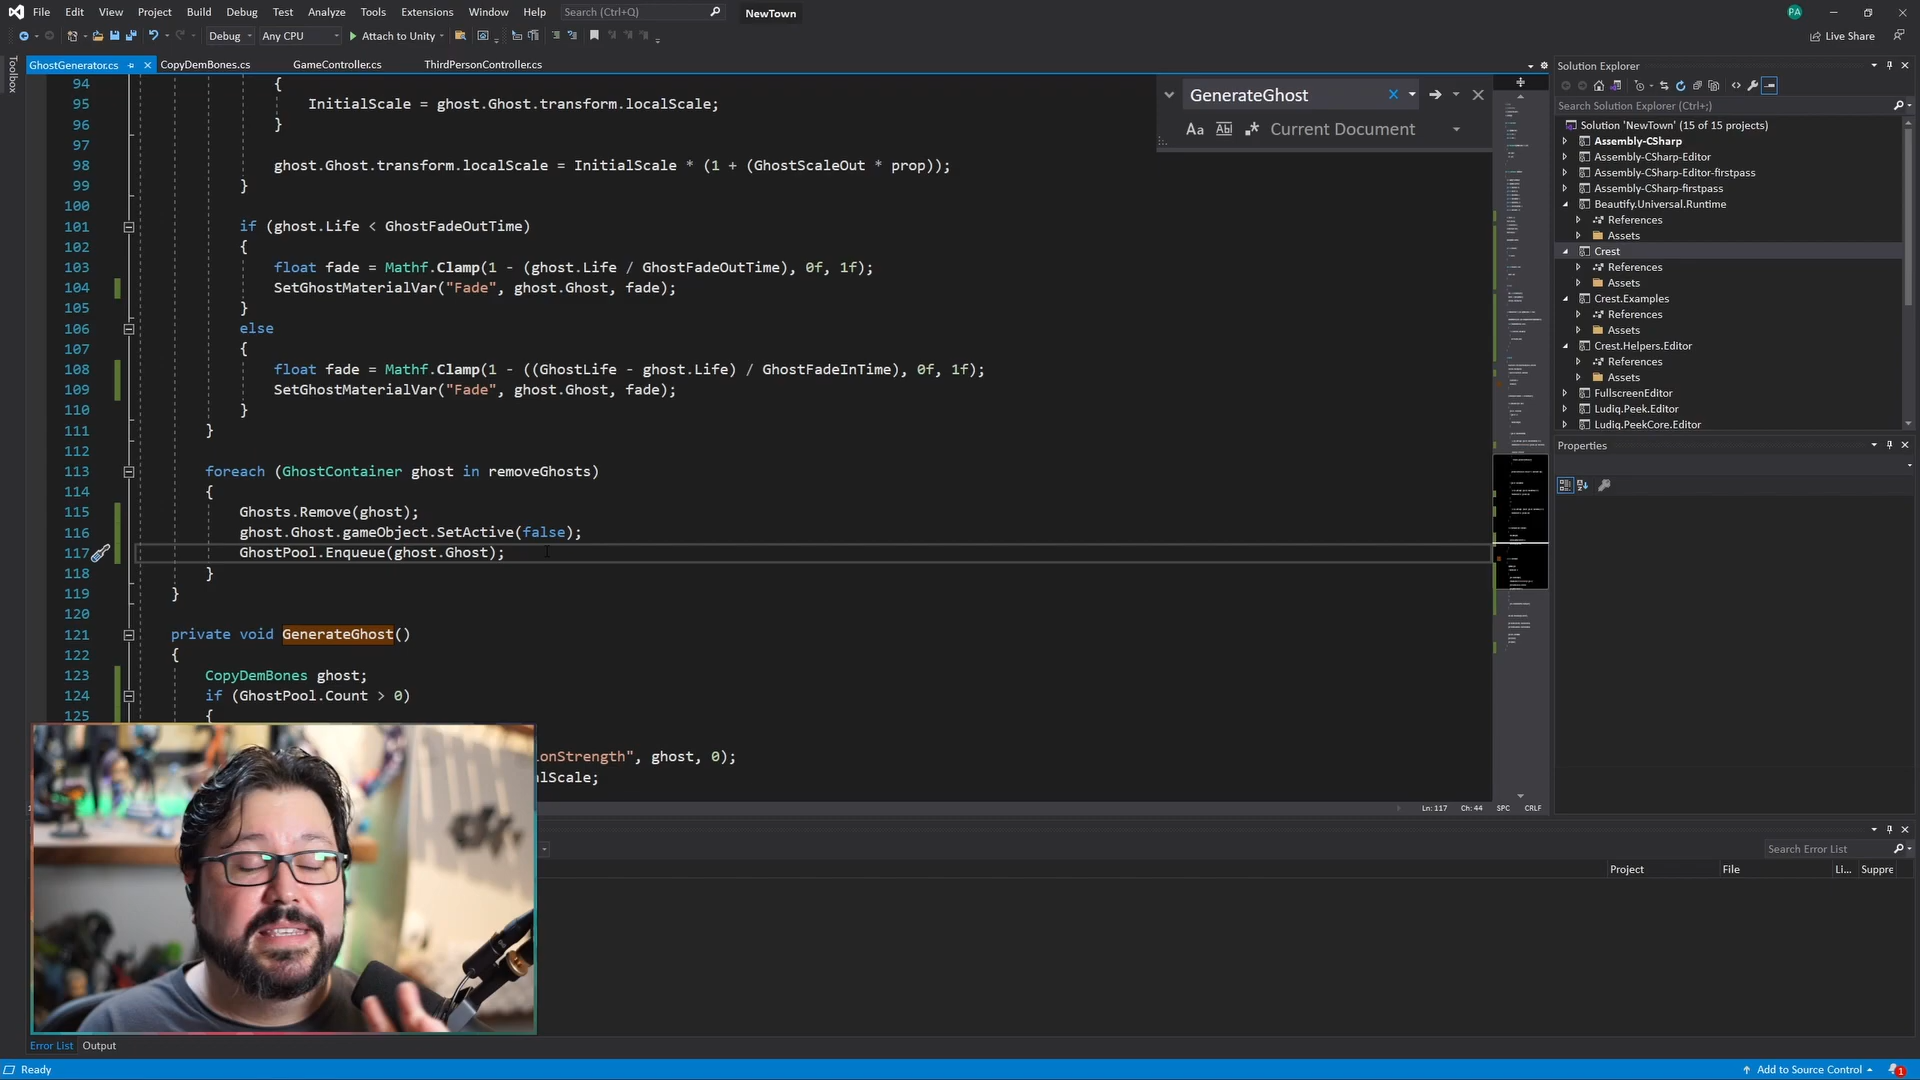 File Edit View Project Build Debug Test Analyze Tools Extensions Window Help Search (Ctrl+Q) NewTown PA
Debug Any CPU Attach to Unity Live Share
Toolbox
GhostGenerator.cs CopyDemBones.cs GameController.cs ThirdPersonController.cs
GenerateGhost
Aa Ab Current Document
94 {
95 InitialScale = ghost.Ghost.transform.localScale;
96 }
97
98 ghost.Ghost.transform.localScale = InitialScale * (1 + (GhostScaleOut * prop));
99 }
100
101 if (ghost.Life < GhostFadeOutTime)
102 {
103 float fade = Mathf.Clamp(1 - (ghost.Life / GhostFadeOutTime), 0f, 1f);
104 SetGhostMaterialVar("Fade", ghost.Ghost, fade);
105 }
106 else
107 {
108 float fade = Mathf.Clamp(1 - ((GhostLife - ghost.Life) / GhostFadeInTime), 0f, 1f);
109 SetGhostMaterialVar("Fade", ghost.Ghost, fade);
110 }
111 }
112
113 foreach (GhostContainer ghost in removeGhosts)
114 {
115 Ghosts.Remove(ghost);
116 ghost.Ghost.gameObject.SetActive(false);
117 GhostPool.Enqueue(ghost.Ghost);
118 }
119 }
120
121 private void GenerateGhost()
122 {
123 CopyDemBones ghost;
124 if (GhostPool.Count > 0)
125 {
ionStrength", ghost, 0);
alScale;
Ln: 117 Ch: 44 SPC CRLF
Solution Explorer
Search Solution Explorer (Ctrl+;)
Solution 'NewTown' (15 of 15 projects)
Assembly-CSharp
Assembly-CSharp-Editor
Assembly-CSharp-Editor-firstpass
Assembly-CSharp-firstpass
Beautify.Universal.Runtime
References
Assets
Crest
References
Assets
Crest.Examples
References
Assets
Crest.Helpers.Editor
References
Assets
FullscreenEditor
Ludiq.Peek.Editor
Ludiq.PeekCore.Editor
Properties
Search Error List
Project File Li... Suppre
Error List Output
Ready Add to Source Control 1